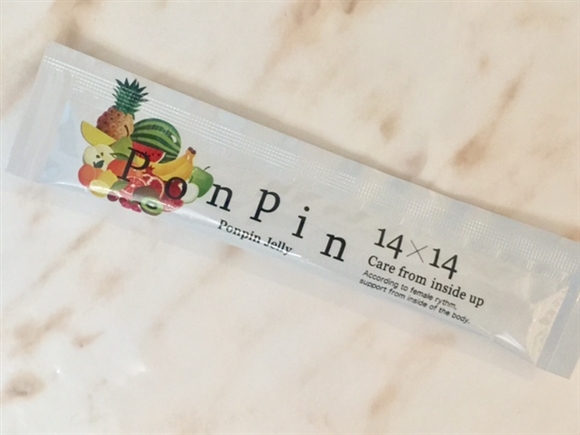 Ponpin
Ponpin Jelly
14×14
Care from inside up
According to female rythm,
support from inside of the body.